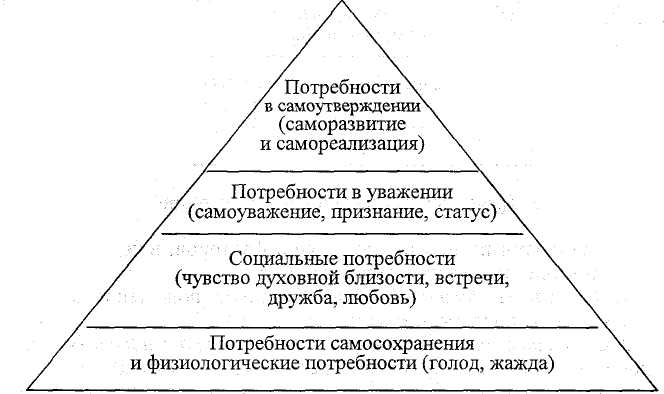 Потребности
в самоутверждении
(саморазвитие
и самореализация)
Потребности в уважении
(самоуважение, признание, статус)
Социальные потребности
(чувство духовной близости, встречи,
дружба, любовь)
Потребности самосохранения
и физиологические потребности (голод, жажда)